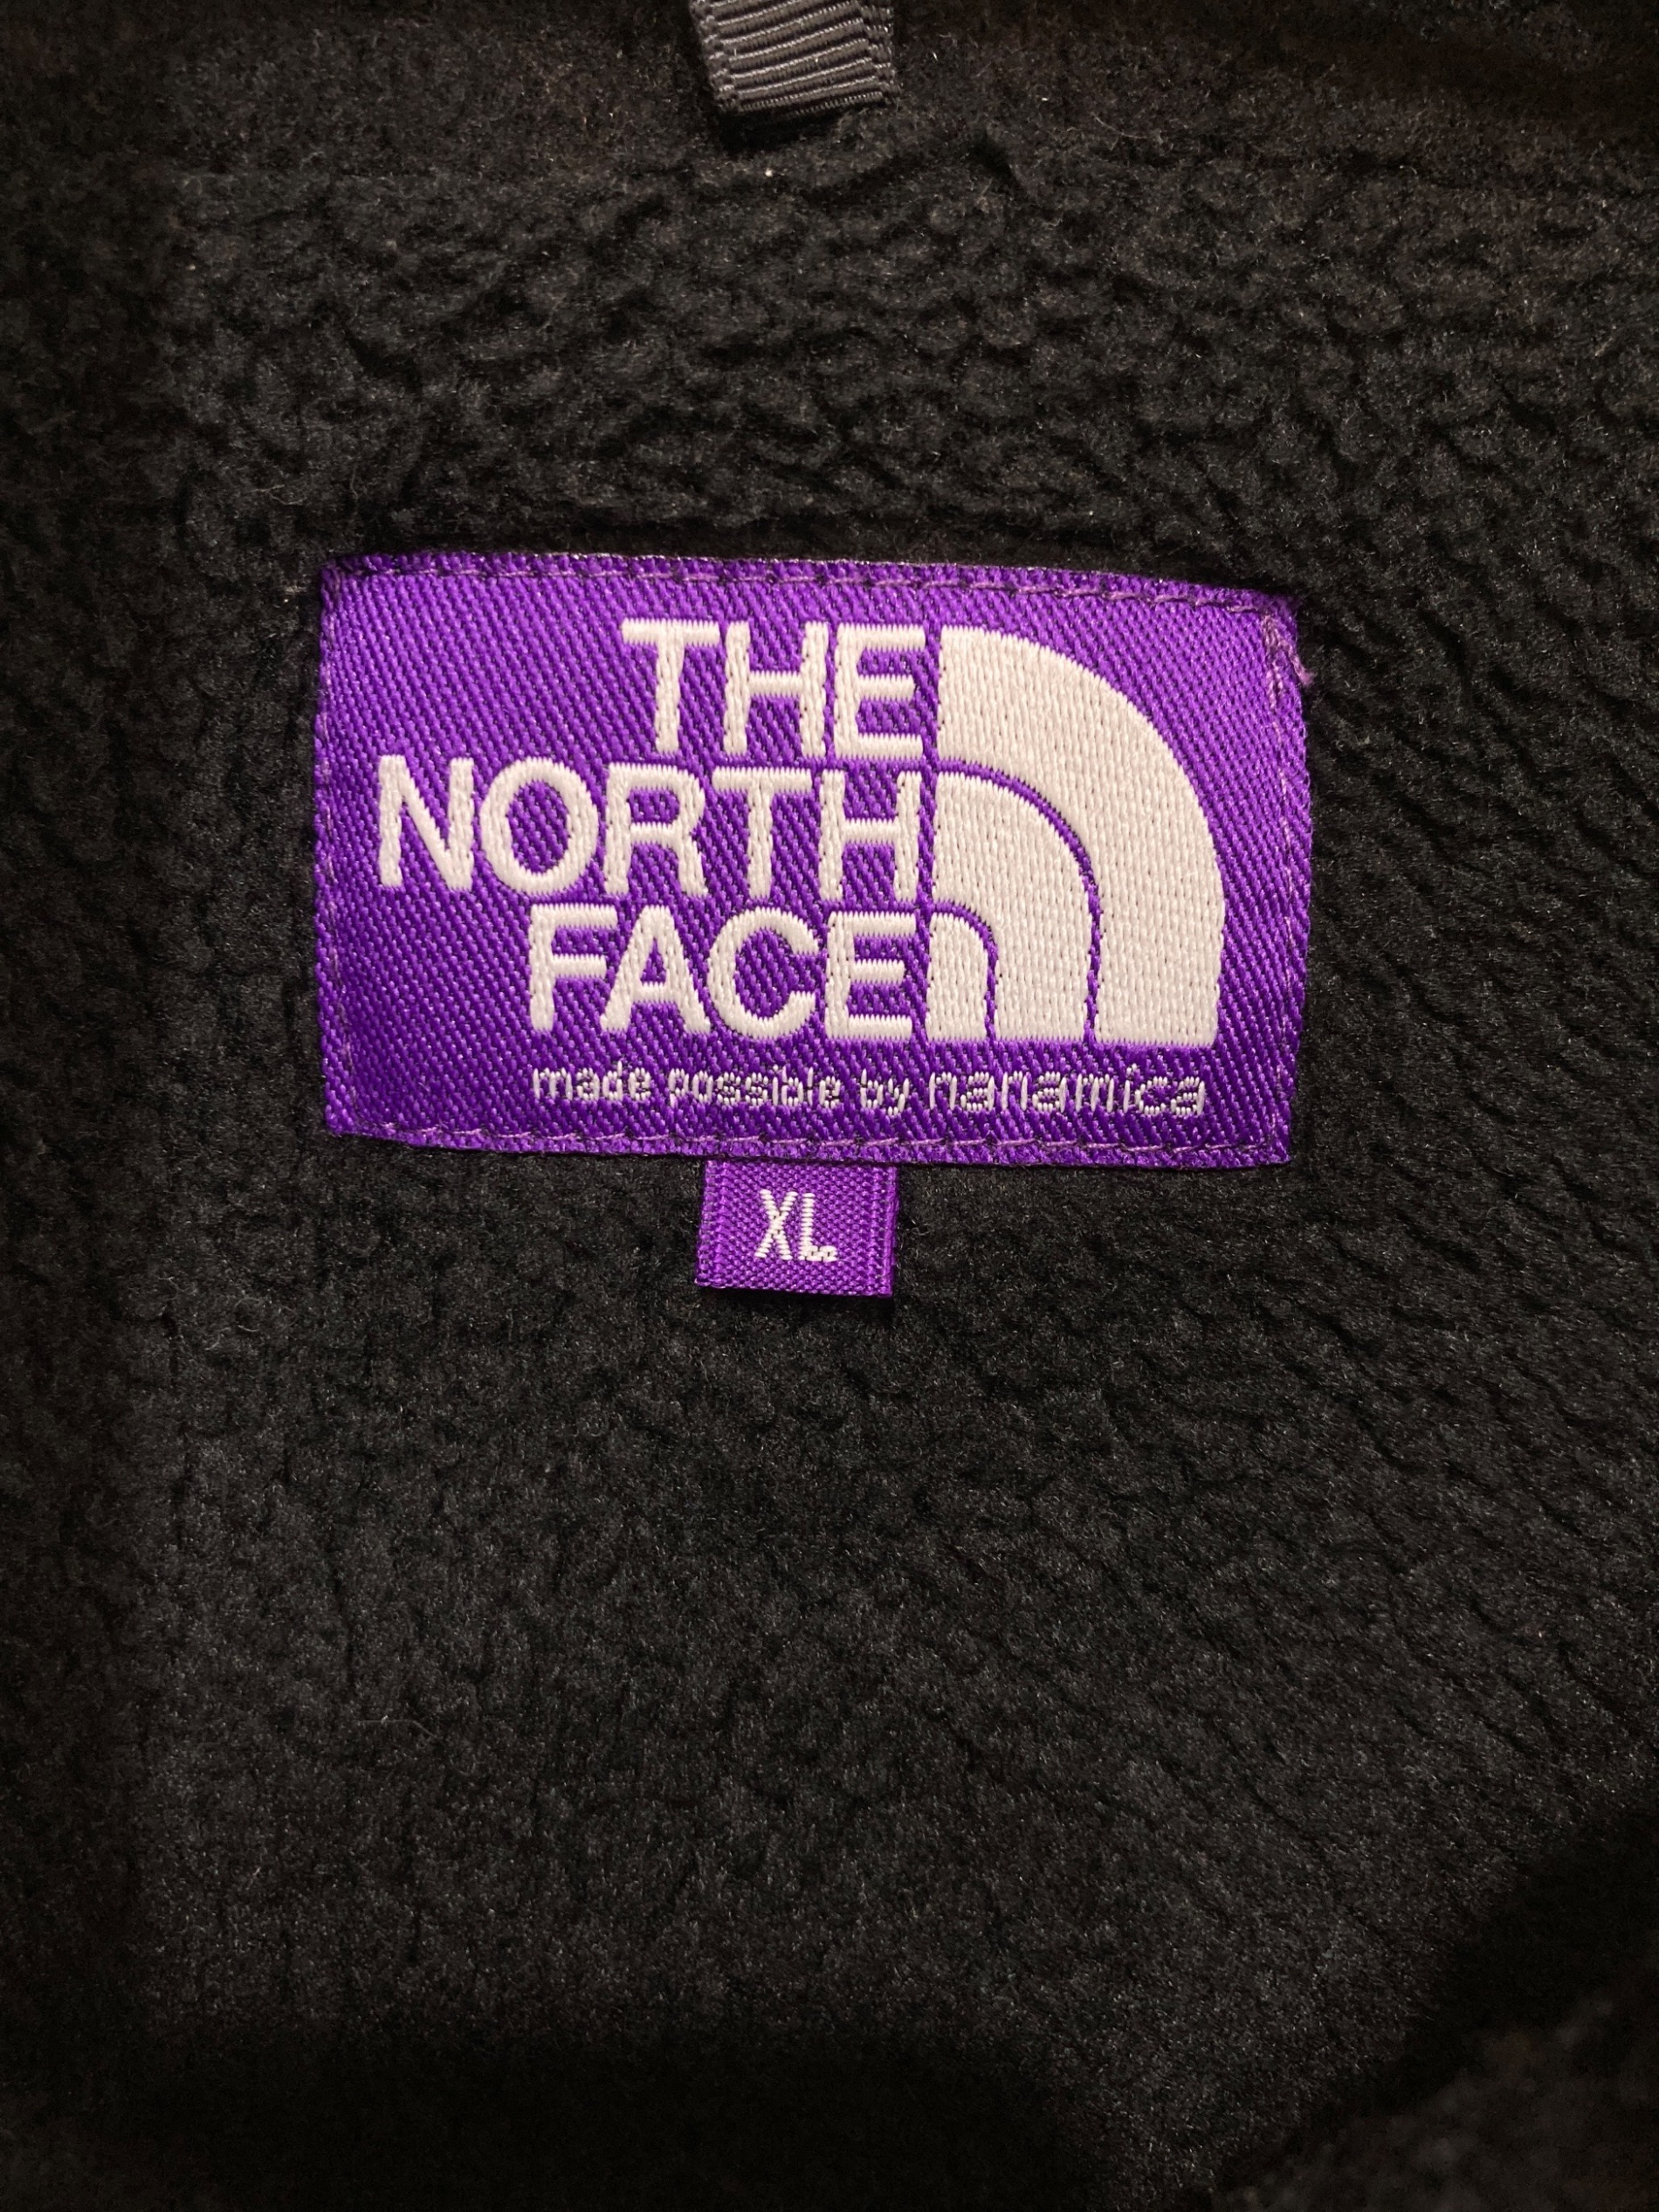 THE
NORTH
FACE
made possible by nanamica
XL